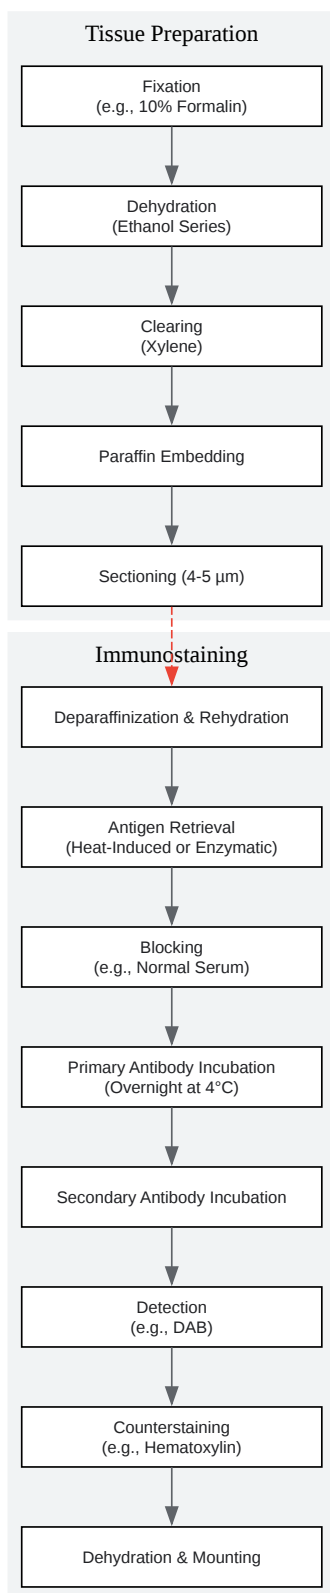 Tissue Preparation
Fixation
(e.g., 10% Formalin)
Dehydration
(Ethanol Series)
Clearing
(Xylene)
Paraffin Embedding
Sectioning (4-5 µm)
Immunostaining
Deparaffinization & Rehydration
Antigen Retrieval
(Heat-Induced or Enzymatic)
Blocking
(e.g., Normal Serum)
Primary Antibody Incubation
(Overnight at 4°C)
Secondary Antibody Incubation
Detection
(e.g., DAB)
Counterstaining
(e.g., Hematoxylin)
Dehydration & Mounting